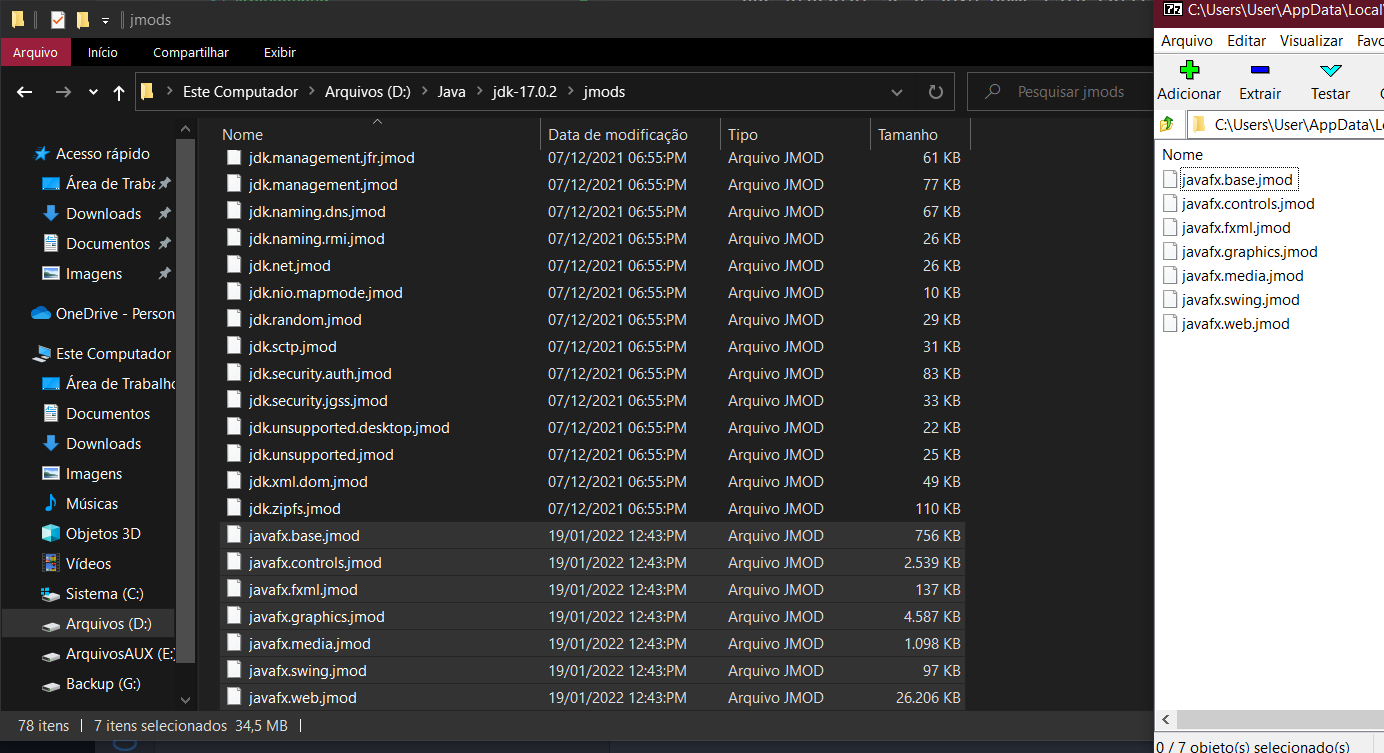 jmods
Arquivo Início Compartilhar Exibir
Este Computador Arquivos (D:) Java jdk-17.0.2 jmods
Pesquisar jmods
Acesso rápido
Área de Traba
Downloads
Documentos
Imagens
OneDrive - Person
Este Computador
Área de Trabalho
Documentos
Downloads
Imagens
Músicas
Objetos 3D
Vídeos
Sistema (C:)
Arquivos (D:)
ArquivosAUX (E:
Backup (G:)
Nome Data de modificação Tipo Tamanho
jdk.management.jfr.jmod 07/12/2021 06:55:PM Arquivo JMOD 61 KB
jdk.management.jmod 07/12/2021 06:55:PM Arquivo JMOD 77 KB
jdk.naming.dns.jmod 07/12/2021 06:55:PM Arquivo JMOD 67 KB
jdk.naming.rmi.jmod 07/12/2021 06:55:PM Arquivo JMOD 26 KB
jdk.net.jmod 07/12/2021 06:55:PM Arquivo JMOD 26 KB
jdk.nio.mapmode.jmod 07/12/2021 06:55:PM Arquivo JMOD 10 KB
jdk.random.jmod 07/12/2021 06:55:PM Arquivo JMOD 29 KB
jdk.sctp.jmod 07/12/2021 06:55:PM Arquivo JMOD 31 KB
jdk.security.auth.jmod 07/12/2021 06:55:PM Arquivo JMOD 83 KB
jdk.security.jgss.jmod 07/12/2021 06:55:PM Arquivo JMOD 33 KB
jdk.unsupported.desktop.jmod 07/12/2021 06:55:PM Arquivo JMOD 22 KB
jdk.unsupported.jmod 07/12/2021 06:55:PM Arquivo JMOD 25 KB
jdk.xml.dom.jmod 07/12/2021 06:55:PM Arquivo JMOD 49 KB
jdk.zipfs.jmod 07/12/2021 06:55:PM Arquivo JMOD 110 KB
javafx.base.jmod 19/01/2022 12:43:PM Arquivo JMOD 756 KB
javafx.controls.jmod 19/01/2022 12:43:PM Arquivo JMOD 2.539 KB
javafx.fxml.jmod 19/01/2022 12:43:PM Arquivo JMOD 137 KB
javafx.graphics.jmod 19/01/2022 12:43:PM Arquivo JMOD 4.587 KB
javafx.media.jmod 19/01/2022 12:43:PM Arquivo JMOD 1.098 KB
javafx.swing.jmod 19/01/2022 12:43:PM Arquivo JMOD 97 KB
javafx.web.jmod 19/01/2022 12:43:PM Arquivo JMOD 26.206 KB
78 itens 7 itens selecionados 34,5 MB
7z C:\Users\User\AppData\Local\
Arquivo Editar Visualizar Favo
Adicionar Extrair Testar
C:\Users\User\AppData\Lo
Nome
javafx.base.jmod
javafx.controls.jmod
javafx.fxml.jmod
javafx.graphics.jmod
javafx.media.jmod
javafx.swing.jmod
javafx.web.jmod
0 / 7 objeto(s) selecionado(s)